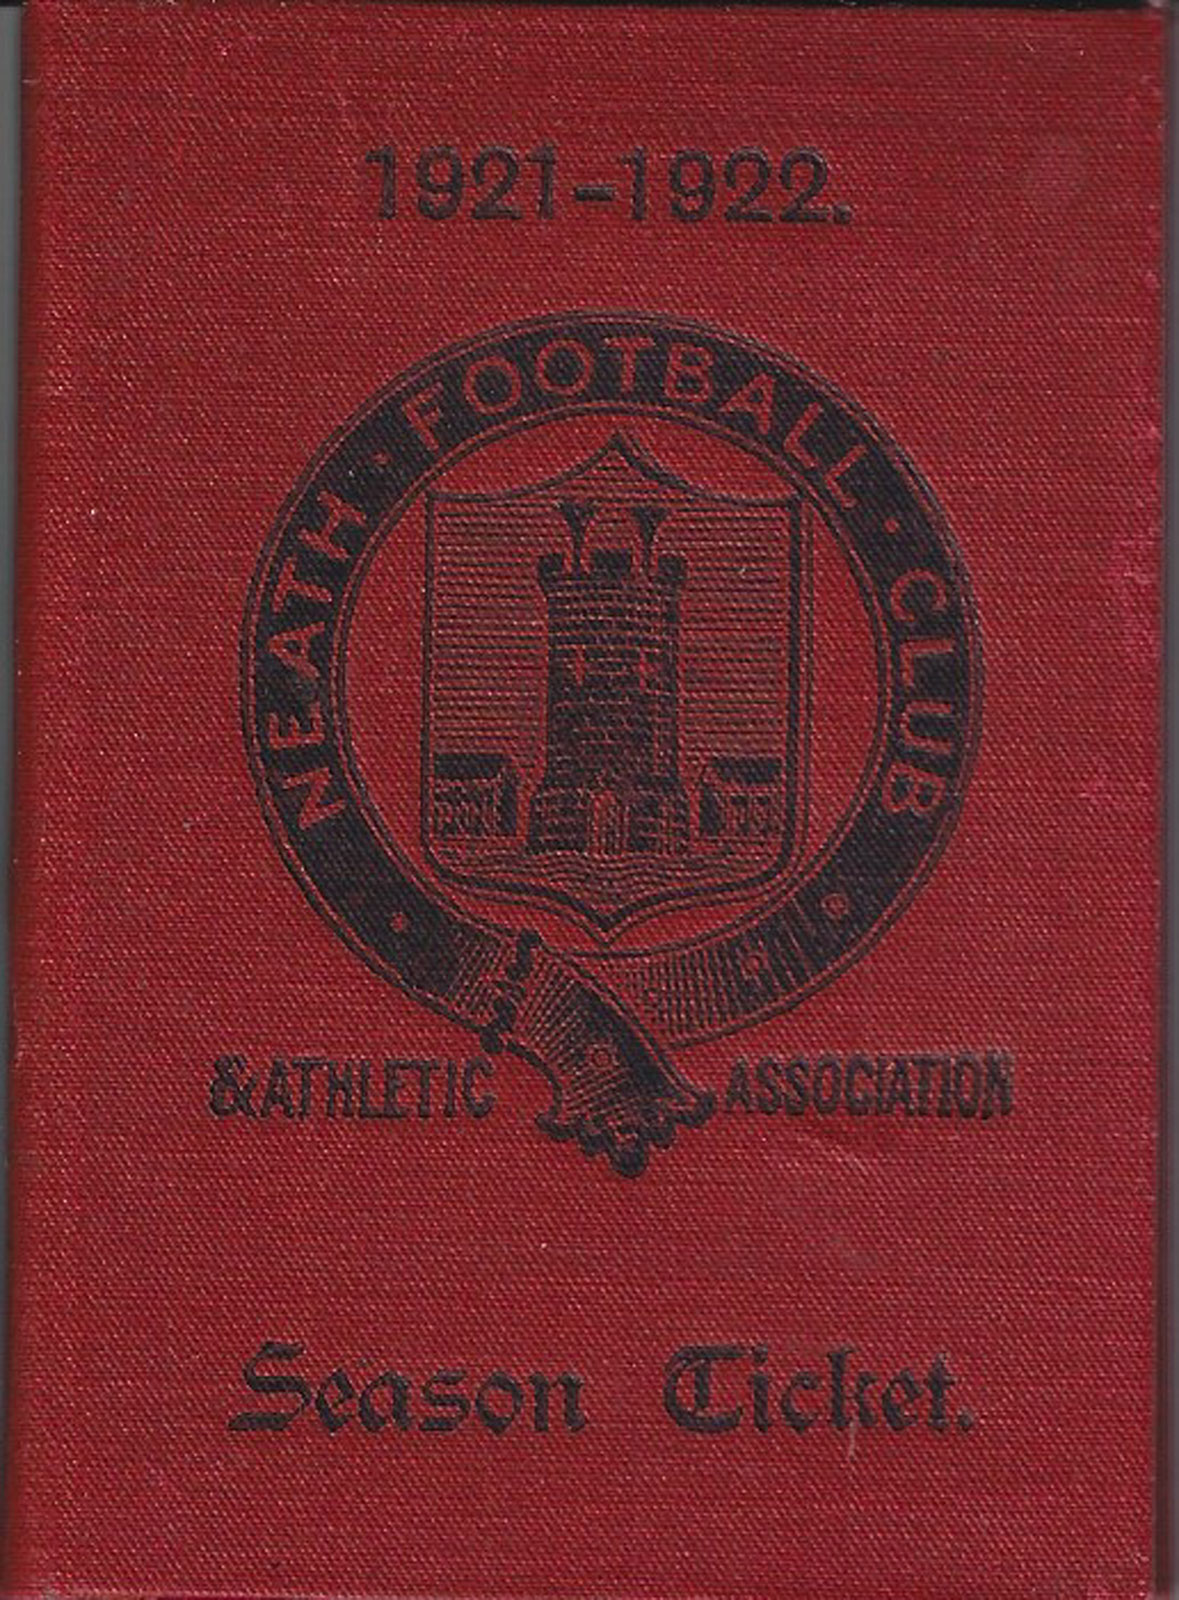 1921-1922.
NEATH · FOOTBALL · CLUB
& ATHLETIC ASSOCIATION
Season Ticket.